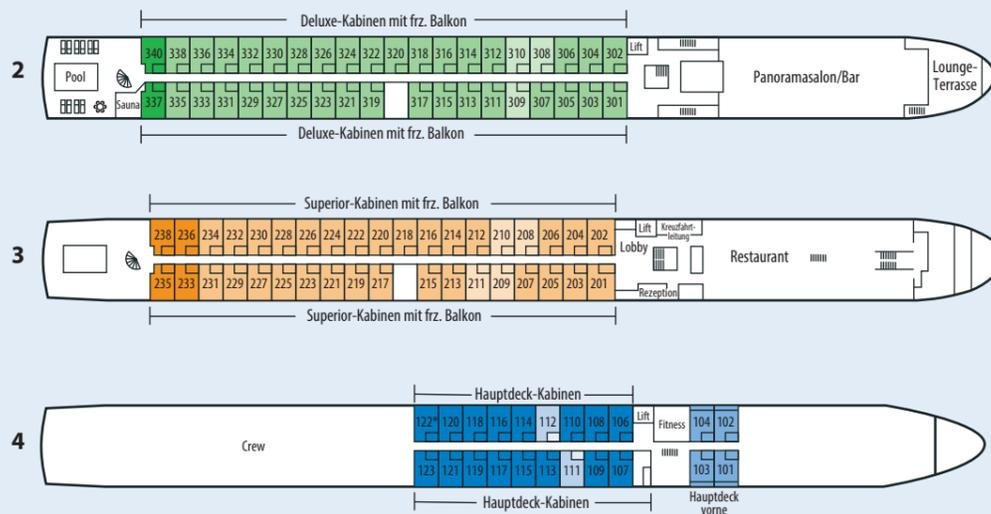 Deluxe-Kabinen mit frz. Balkon
2
Pool
Sauna
340 338 336 334 332 330 328 326 324 322 320 318 316 314 312 310 308 306 304 302
Lift
337 335 333 331 329 327 325 323 321 319 317 315 313 311 309 307 305 303 301
Panoramasalon/Bar
Lounge-
Terrasse
Deluxe-Kabinen mit frz. Balkon
Superior-Kabinen mit frz. Balkon
3
238 236 234 232 230 228 226 224 222 220 218 216 214 212 210 208 206 204 202
Lift
Kreuzfahrt-
leitung
Lobby
235 233 231 229 227 225 223 221 219 217 215 213 211 209 207 205 203 201
Rezeption
Restaurant
Superior-Kabinen mit frz. Balkon
Hauptdeck-Kabinen
4
Crew
122* 120 118 116 114 112 110 108 106
Lift
Fitness
104 102
123 121 119 117 115 113 111 109 107
103 101
Hauptdeck-Kabinen
Hauptdeck
vorne